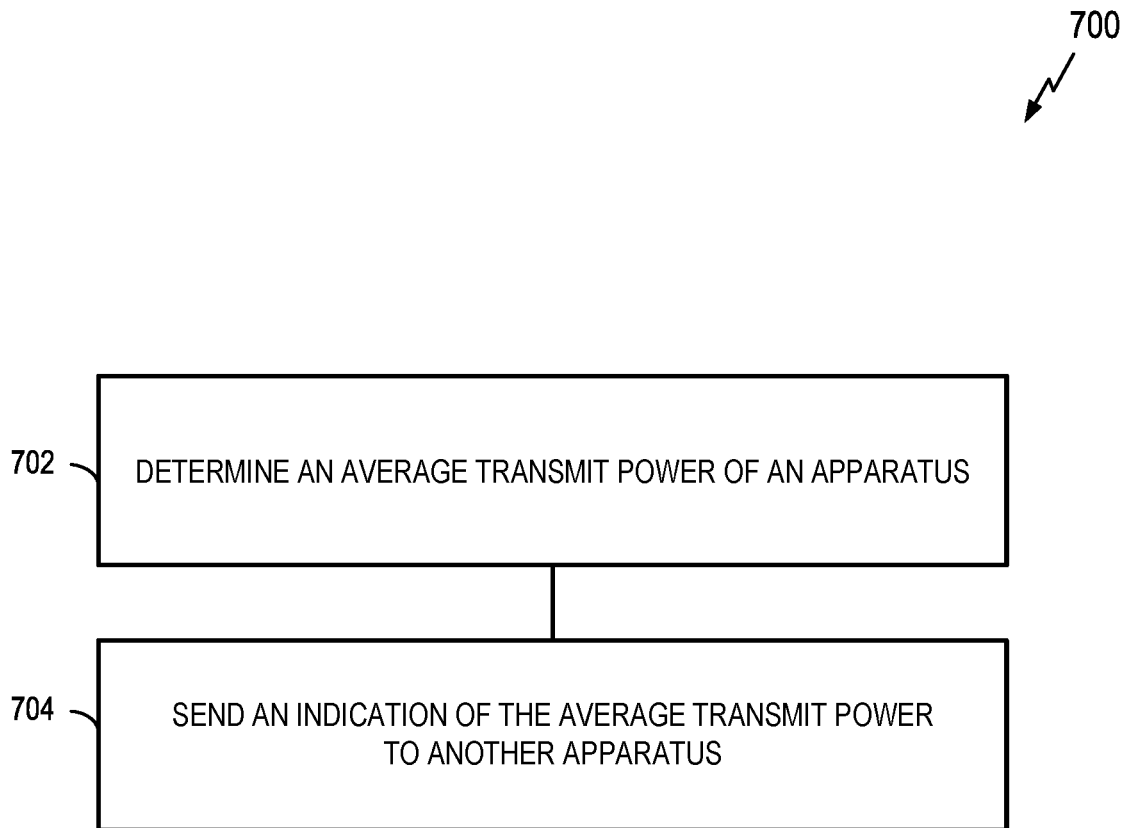 700
702
DETERMINE AN AVERAGE TRANSMIT POWER OF AN APPARATUS
704
SEND AN INDICATION OF THE AVERAGE TRANSMIT POWER
TO ANOTHER APPARATUS